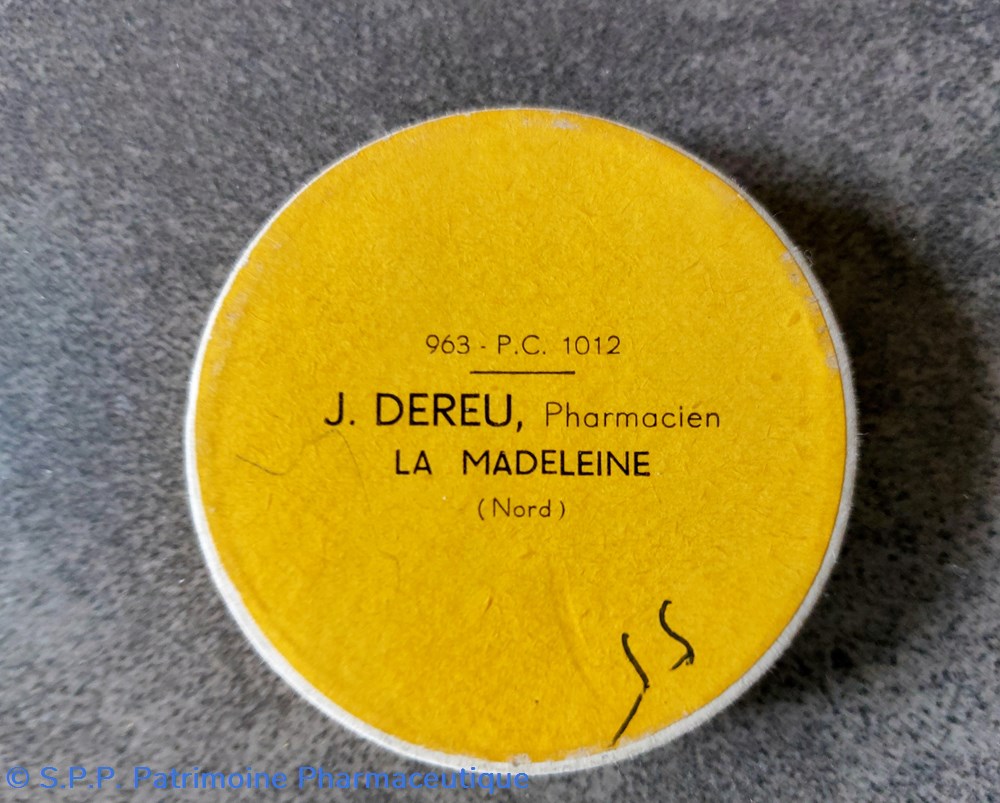 963 - P.C. 1012
J. DEREU, Pharmacien
LA MADELEINE
(Nord)
© S.P.P. Patrimoine Pharmaceutique